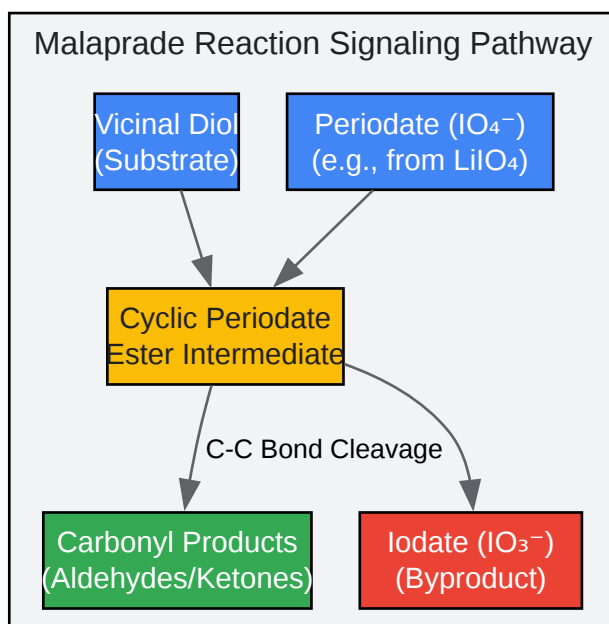 Malaprade Reaction Signaling Pathway
Vicinal Diol
(Substrate)
Periodate (IO₄⁻)
(e.g., from LiIO₄)
Cyclic Periodate
Ester Intermediate
C-C Bond Cleavage
Carbonyl Products
(Aldehydes/Ketones)
Iodate (IO₃⁻)
(Byproduct)